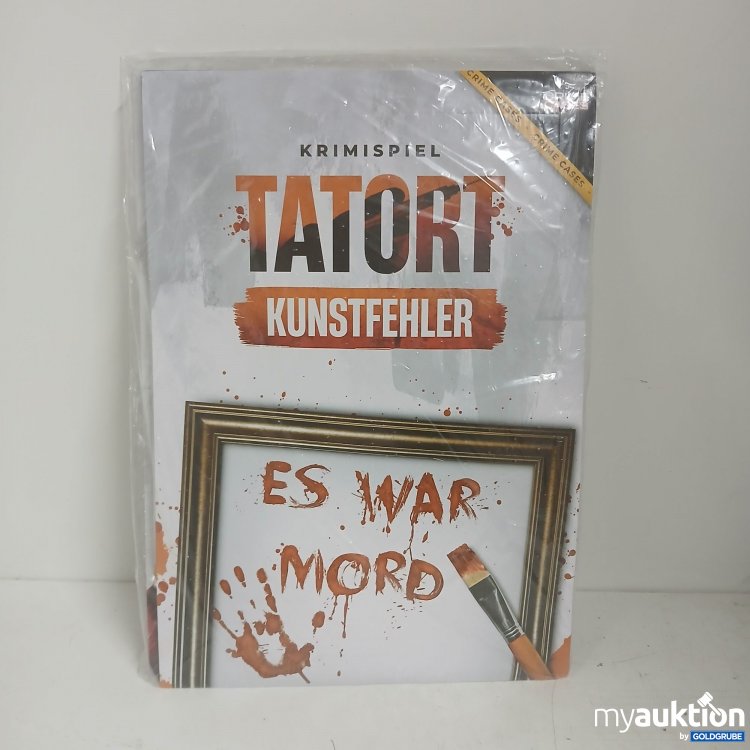 CRIME CASES CRIME CASES
KRIMISPIEL
TATORT
KUNSTFEHLER
ES WAR
MORD
myauktion
by GOLDGRUBE